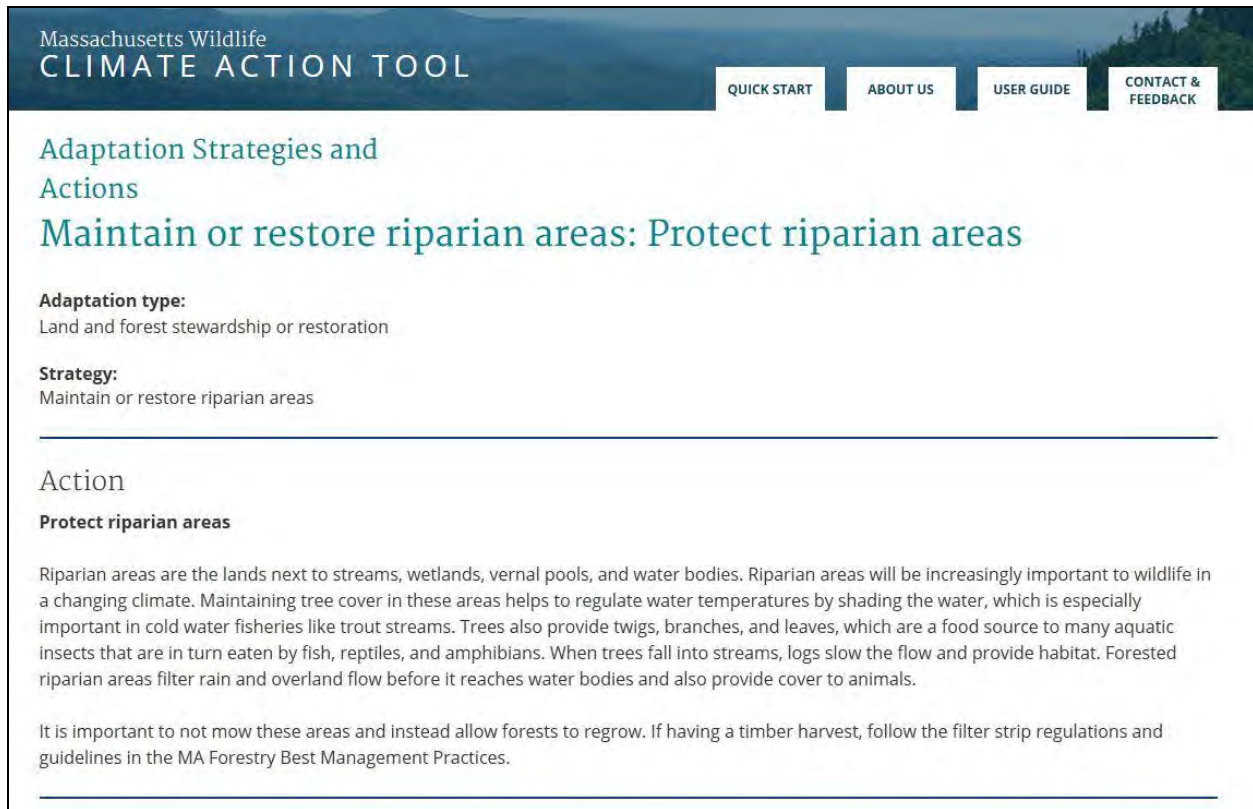 Massachusetts Wildlife
CLIMATE ACTION TOOL
QUICK START
ABOUT US
USER GUIDE
CONTACT &
FEEDBACK
Adaptation Strategies and
Actions
Maintain or restore riparian areas: Protect riparian areas
Adaptation type:
Land and forest stewardship or restoration
Strategy:
Maintain or restore riparian areas
Action
Protect riparian areas
Riparian areas are the lands next to streams, wetlands, vernal pools, and water bodies. Riparian areas will be increasingly important to wildlife in
a changing climate. Maintaining tree cover in these areas helps to regulate water temperatures by shading the water, which is especially
important in cold water fisheries like trout streams. Trees also provide twigs, branches, and leaves, which are a food source to many aquatic
insects that are in turn eaten by fish, reptiles, and amphibians. When trees fall into streams, logs slow the flow and provide habitat. Forested
riparian areas filter rain and overland flow before it reaches water bodies and also provide cover to animals.
It is important to not mow these areas and instead allow forests to regrow. If having a timber harvest, follow the filter strip regulations and
guidelines in the MA Forestry Best Management Practices.